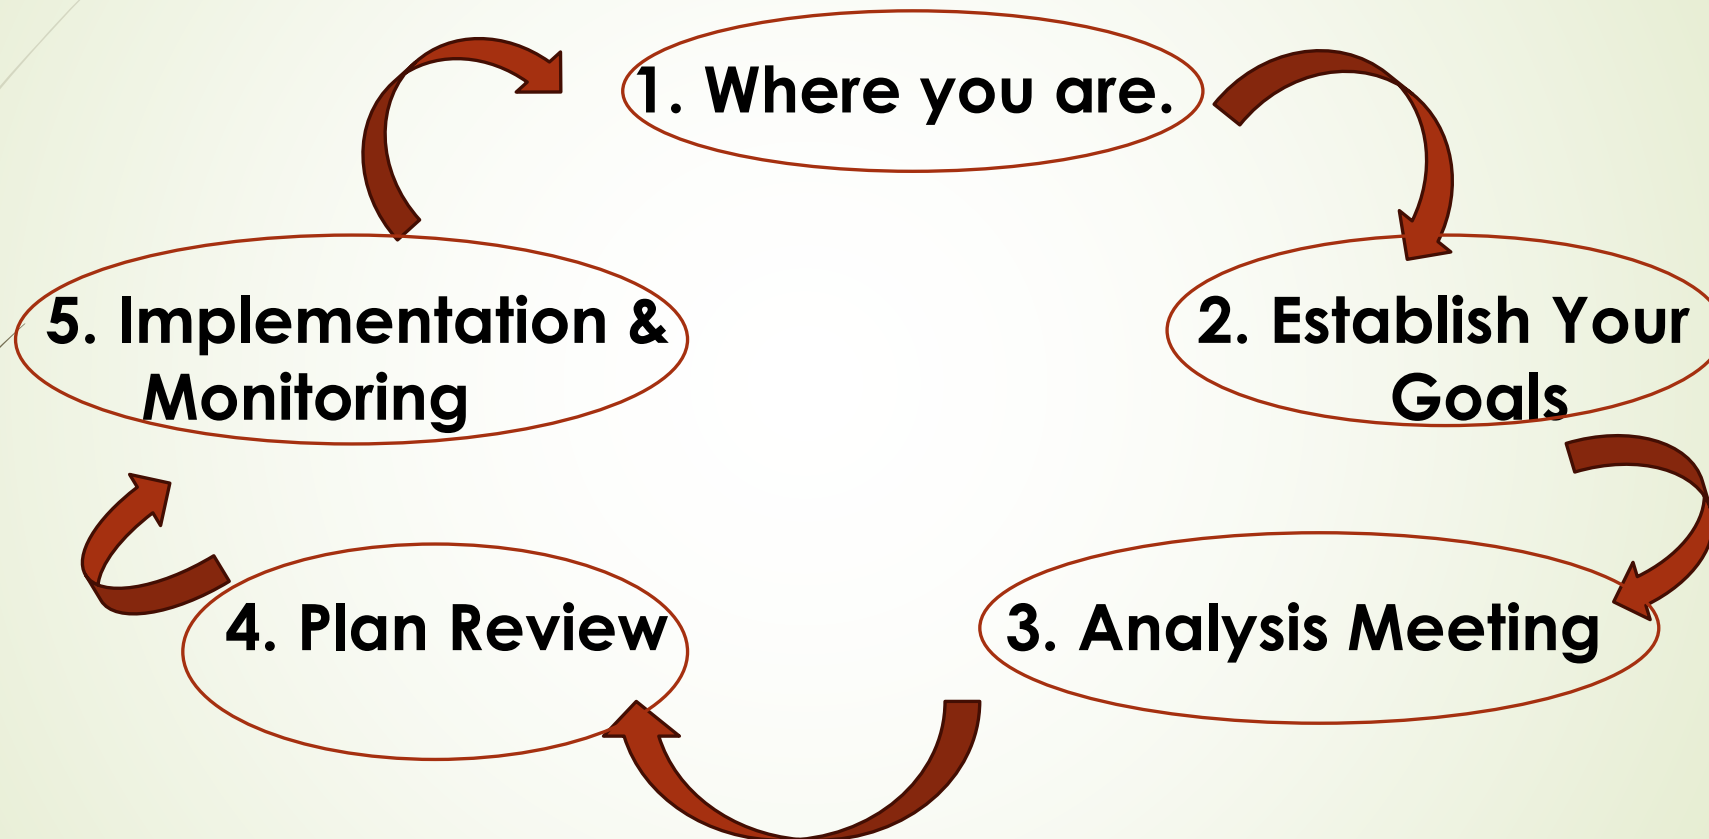 1. Where you are.
2. Establish Your
Goals
3. Analysis Meeting
4. Plan Review
5. Implementation &
Monitoring